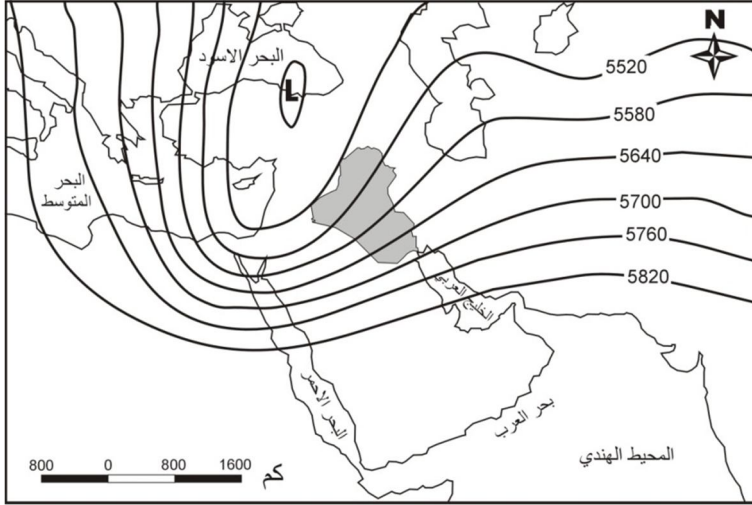 N
البحر الاسود
5520
L
5580
5640
البحر
المتوسط
5700
5760
5820
الخليج العربي
البحر الأحمر
بحر العرب
المحيط الهندي
800 0 800 1600 كم